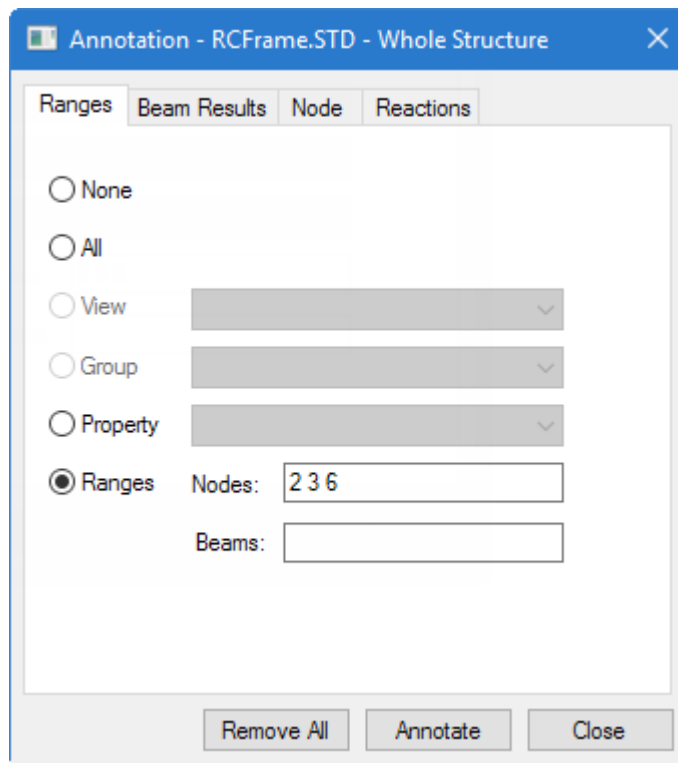 Annotation - RCFrame.STD - Whole Structure
Ranges Beam Results Node Reactions
None
All
View
Group
Property
Ranges Nodes: 2 3 6
Beams:
Remove All Annotate Close